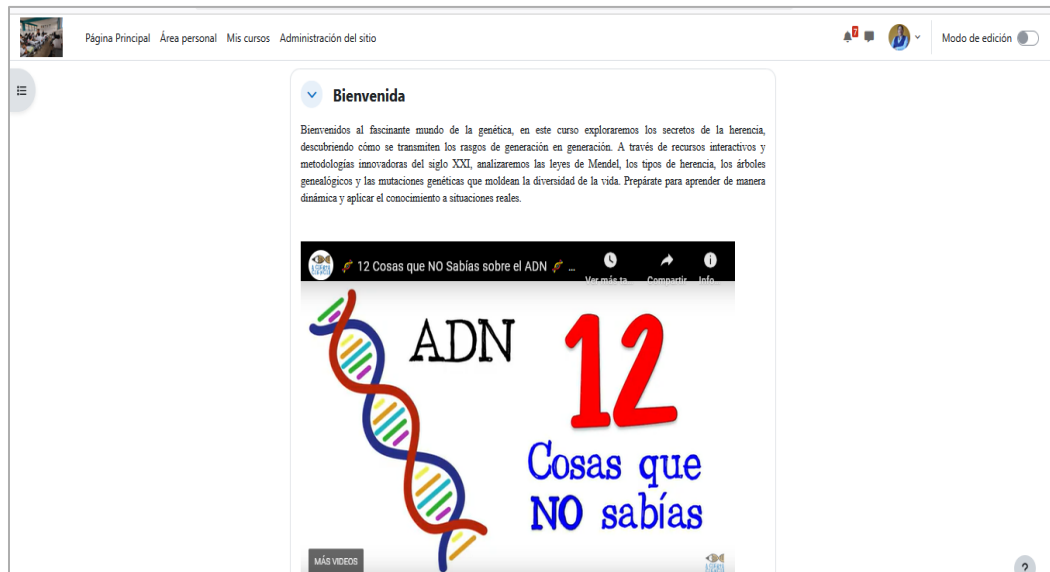 Página Principal Área personal Mis cursos Administración del sitio
7
Modo de edición
Bienvenida
Bienvenidos al fascinante mundo de la genética, en este curso exploraremos los secretos de la herencia,
descubriendo cómo se transmiten los rasgos de generación en generación. A través de recursos interactivos y
metodologías innovadoras del siglo XXI, analizaremos las leyes de Mendel, los tipos de herencia, los árboles
genealógicos y las mutaciones genéticas que moldean la diversidad de la vida. Prepárate para aprender de manera
dinámica y aplicar el conocimiento a situaciones reales.
12 Cosas que NO Sabías sobre el ADN ...
Ver más ta... Compartir Info...
ADN
12
Cosas que
NO sabías
MÁS VIDEOS
?